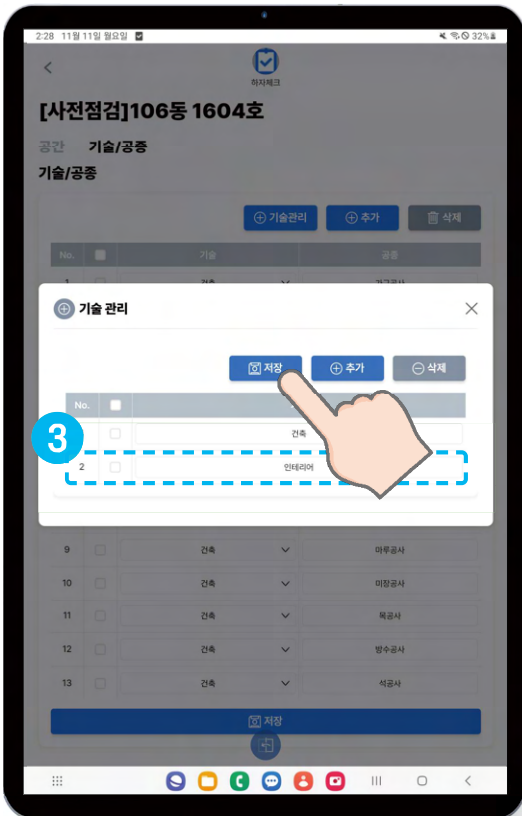 2:28 11월 11일 월요일 32%
하자체크
[사전점검]106동 1604호
공간 기술/공종
기술/공종
기술관리 추가 삭제
No. 기술 공종
1 건축 가구공사
기술 관리
저장 추가 삭제
No.
건축
3
2 인테리어
9 건축 마루공사
10 건축 미장공사
11 건축 목공사
12 건축 방수공사
13 건축 석공사
저장